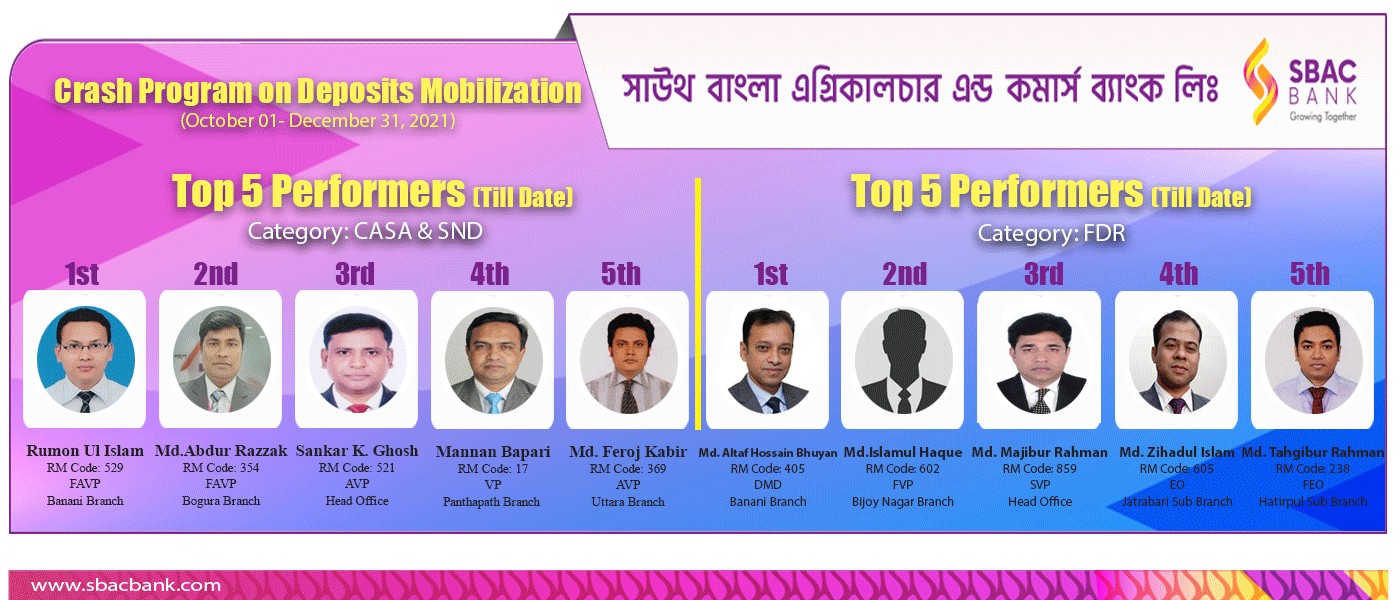 Crash Program on Deposits Mobilization
(October 01- December 31, 2021)
সাউথ বাংলা এগ্রিকালচার এন্ড কমার্স ব্যাংক লিঃ
SBAC
BANK
Growing Together
Top 5 Performers (Till Date)
Category: CASA & SND
1st 2nd 3rd 4th 5th
Rumon Ul Islam
RM Code: 529
FAVP
Banani Branch
Md.Abdur Razzak
RM Code: 354
FAVP
Bogura Branch
Sankar K. Ghosh
RM Code: 521
AVP
Head Office
Mannan Bapari
RM Code: 17
VP
Panthapath Branch
Md. Feroj Kabir
RM Code: 369
AVP
Uttara Branch
Top 5 Performers (Till Date)
Category: FDR
1st 2nd 3rd 4th 5th
Md. Altaf Hossain Bhuyan
RM Code: 405
DMD
Banani Branch
Md.Islamul Haque
RM Code: 602
FVP
Bijoy Nagar Branch
Md. Majibur Rahman
RM Code: 859
SVP
Head Office
Md. Zihadul Islam
RM Code: 605
EO
Jatrabari Sub Branch
Md. Tahgibur Rahman
RM Code: 238
FEO
Hatirpul Sub Branch
www.sbacbank.com